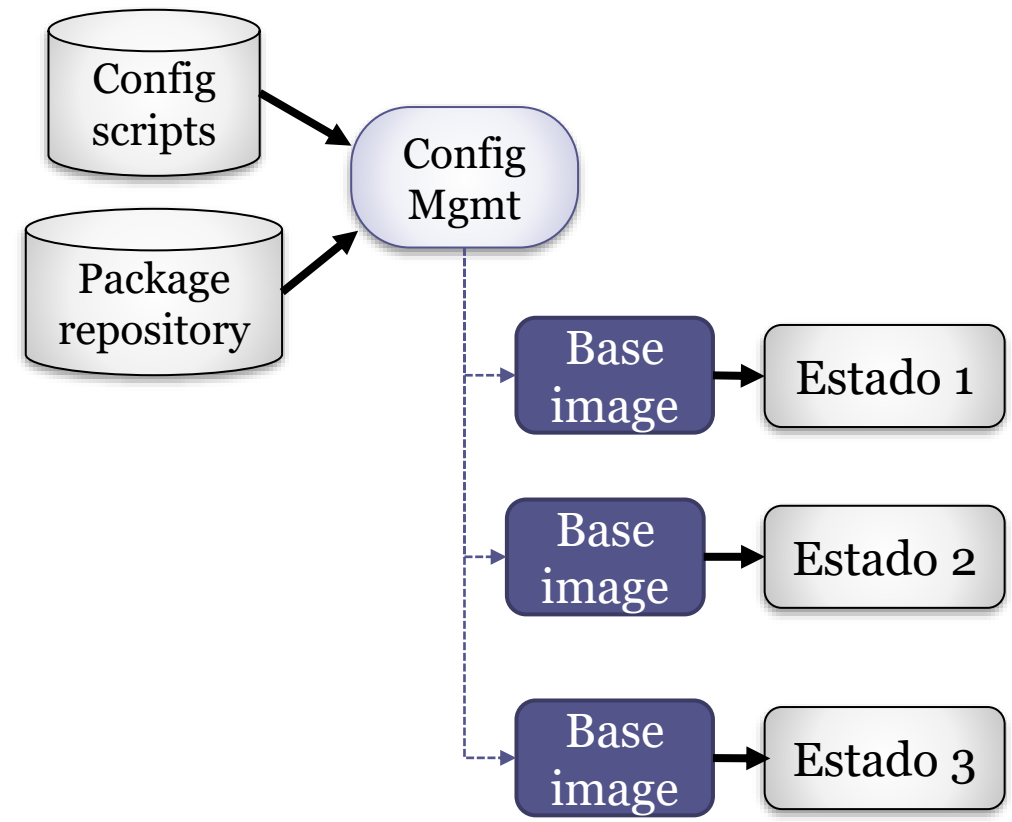 Config
scripts
Config
Mgmt
Package
repository
Base
image
Estado 1
Base
image
Estado 2
Base
image
Estado 3